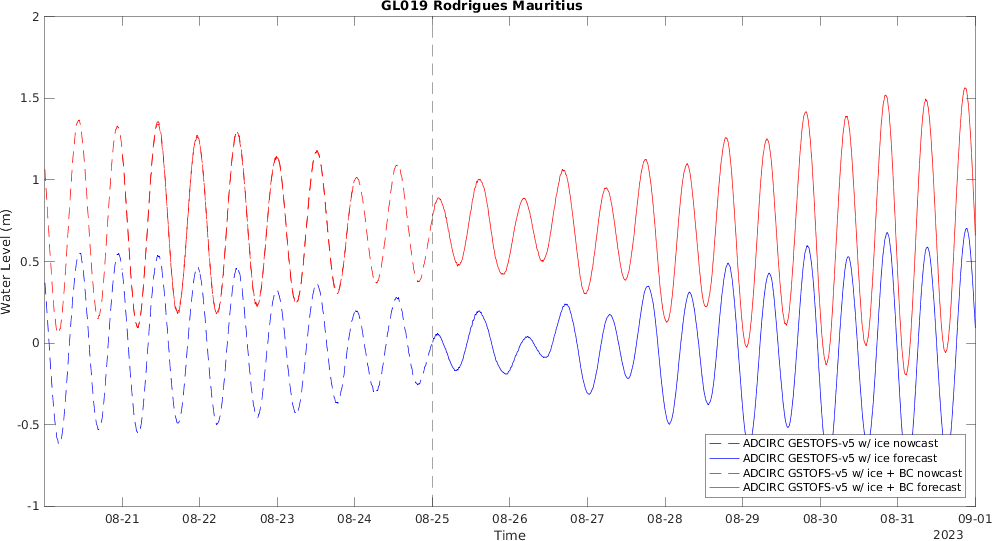 GL019 Rodrigues Mauritius
2
1.5
1
0.5
0
-0.5
-1
Water Level (m)
ADCIRC GESTOFS-v5 w/ ice nowcast
ADCIRC GESTOFS-v5 w/ ice forecast
ADCIRC GSTOFS-v5 w/ ice + BC nowcast
ADCIRC GSTOFS-v5 w/ ice + BC forecast
08-21 08-22 08-23 08-24 08-25 08-26 08-27 08-28 08-29 08-30 08-31 09-01
Time
2023